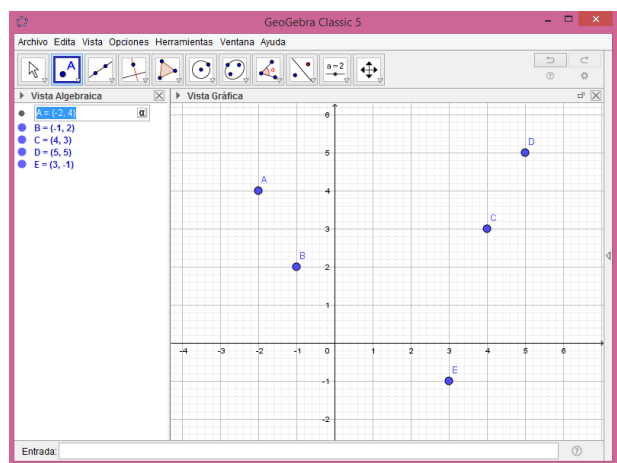 GeoGebra Classic 5
Archivo Edita Vista Opciones Herramientas Ventana Ayuda
A
a = 2
Vista Algebraica
Vista Gráfica
A = (-2, 4)
α
B = (-1, 2)
C = (4, 3)
D = (5, 5)
E = (3, -1)
6
D
5
A
4
C
3
B
2
1
-4 -3 -2 -1 0 1 2 3 4 5 6
E
-1
-2
Entrada: